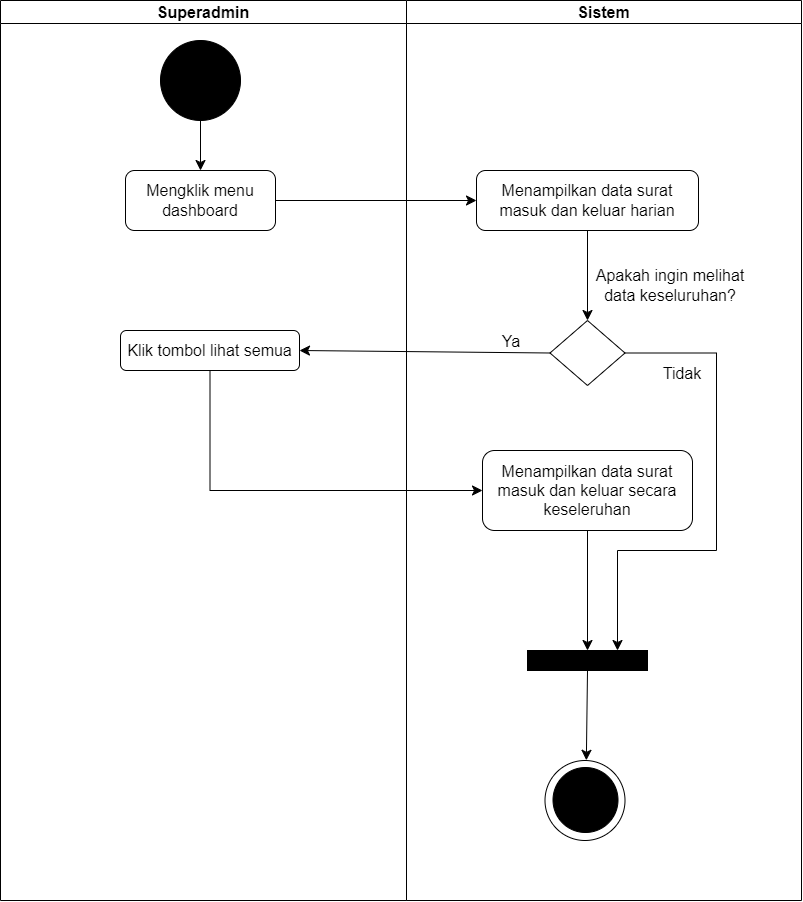 Superadmin
Sistem
Mengklik menu
dashboard
Menampilkan data surat
masuk dan keluar harian
Apakah ingin melihat
data keseluruhan?
Ya
Klik tombol lihat semua
Tidak
Menampilkan data surat
masuk dan keluar secara
keseleruhan